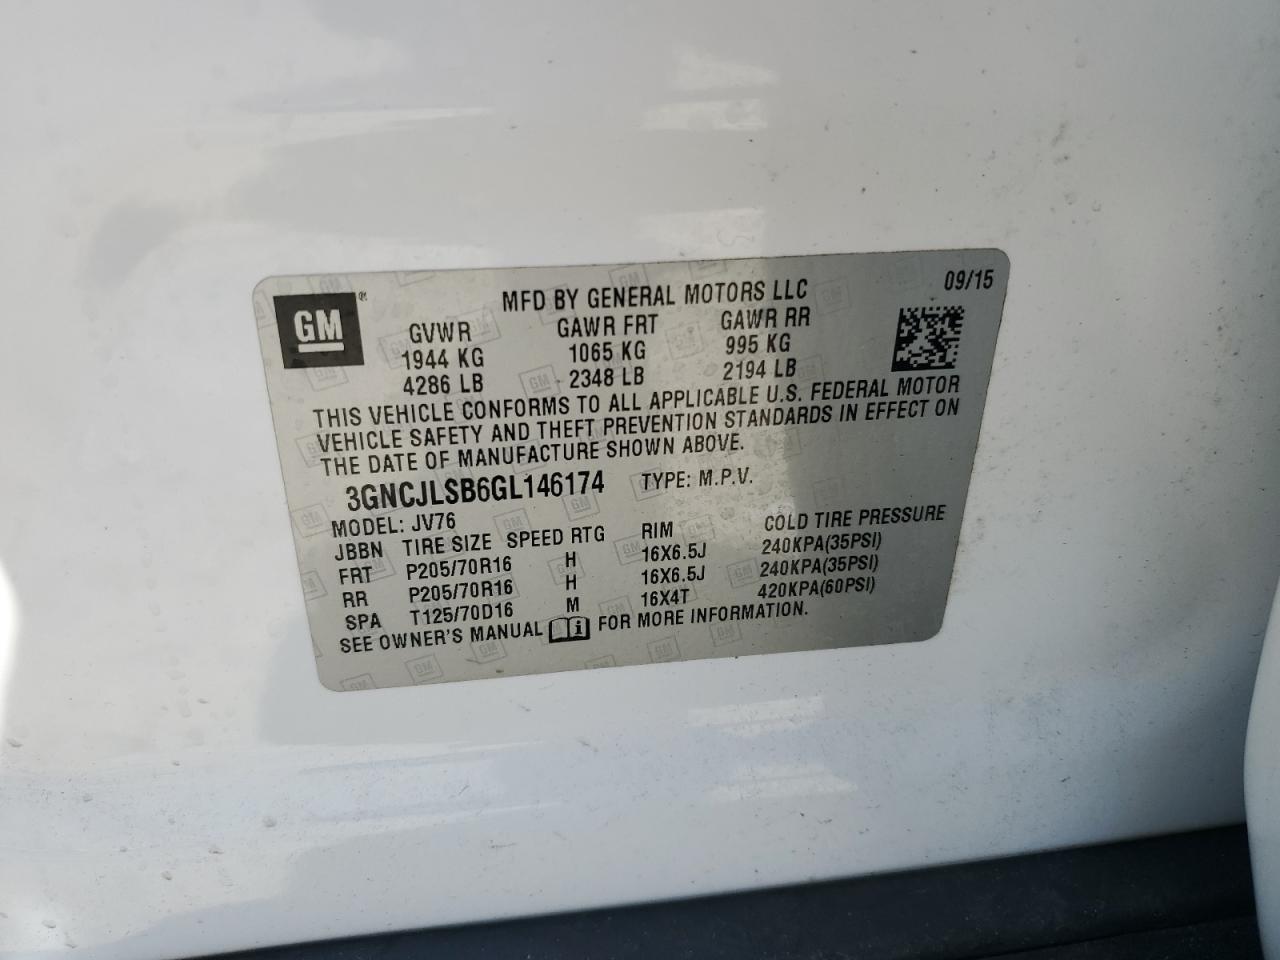 GM ®
MFD BY GENERAL MOTORS LLC 09/15
GVWR GAWR FRT GAWR RR
1944 KG 1065 KG 995 KG
4286 LB 2348 LB 2194 LB
THIS VEHICLE CONFORMS TO ALL APPLICABLE U.S. FEDERAL MOTOR
VEHICLE SAFETY AND THEFT PREVENTION STANDARDS IN EFFECT ON
THE DATE OF MANUFACTURE SHOWN ABOVE.
3GNCJLSB6GL146174 TYPE: M.P.V.
MODEL: JV76
JBBN TIRE SIZE SPEED RTG RIM COLD TIRE PRESSURE
FRT P205/70R16 H 16X6.5J 240KPA(35PSI)
RR P205/70R16 H 16X6.5J 240KPA(35PSI)
SPA T125/70D16 M 16X4T 420KPA(60PSI)
SEE OWNER'S MANUAL i FOR MORE INFORMATION.